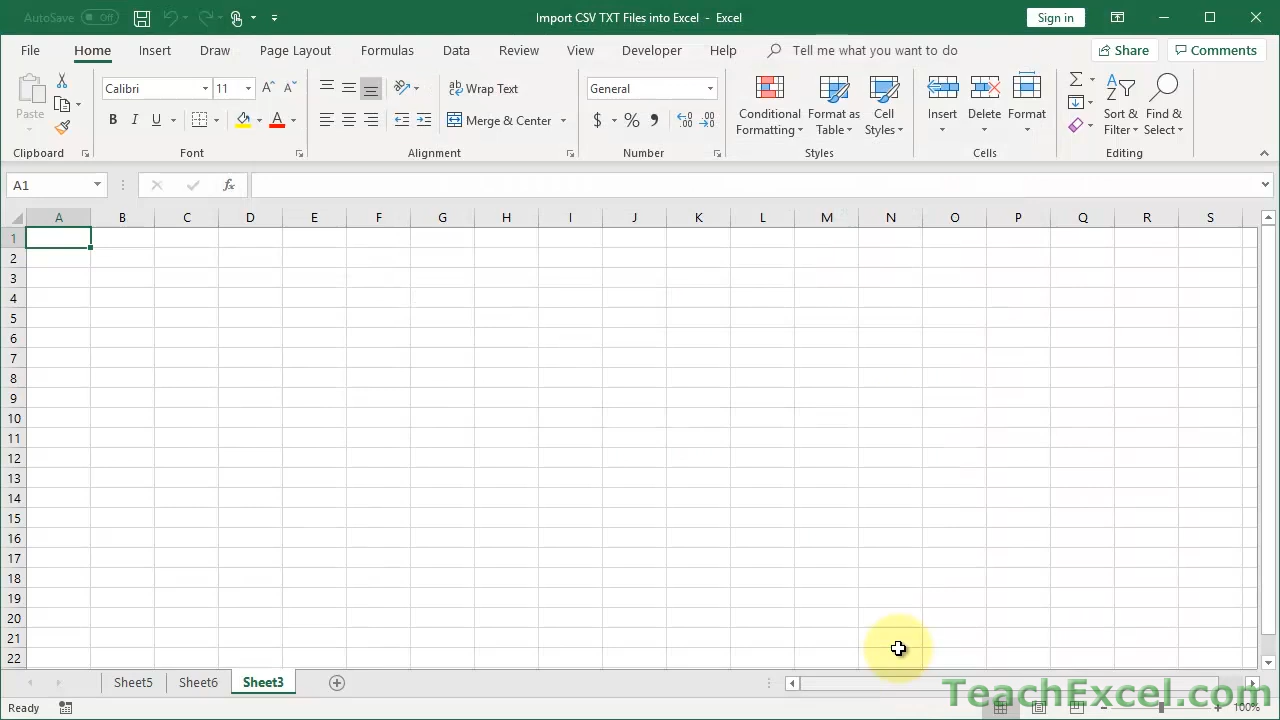 AutoSave Off
Import CSV TXT Files into Excel - Excel
Sign in
File Home Insert Draw Page Layout Formulas Data Review View Developer Help Tell me what you want to do Share Comments
Paste
Calibri 11
B I U A
Wrap Text
Merge & Center
General
$ % ,
Conditional Formatting
Format as Table
Cell Styles
Insert Delete Format
Sort & Filter
Find & Select
Clipboard Font Alignment Number Styles Cells Editing
A1 fx
A B C D E F G H I J K L M N O P Q R S
1
2
3
4
5
6
7
8
9
10
11
12
13
14
15
16
17
18
19
20
21
22
Sheet5 Sheet6 Sheet3
TeachExcel.com
Ready 100%